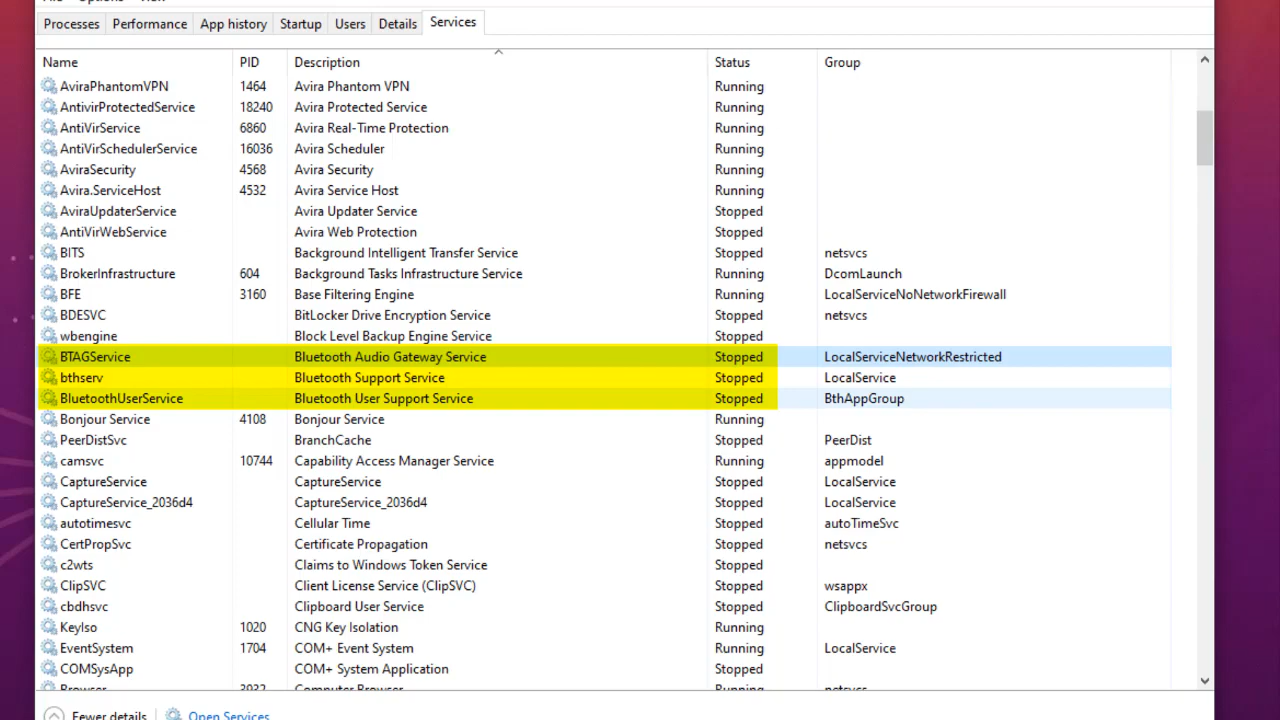 File Options View
Processes Performance App history Startup Users Details Services
Name PID Description Status Group
AviraPhantomVPN 1464 Avira Phantom VPN Running
AntivirProtectedService 18240 Avira Protected Service Running
AntiVirService 6860 Avira Real-Time Protection Running
AntiVirSchedulerService 16036 Avira Scheduler Running
AviraSecurity 4568 Avira Security Running
Avira.ServiceHost 4532 Avira Service Host Running
AviraUpdaterService Avira Updater Service Stopped
AntiVirWebService Avira Web Protection Stopped
BITS Background Intelligent Transfer Service Stopped netsvcs
BrokerInfrastructure 604 Background Tasks Infrastructure Service Running DcomLaunch
BFE 3160 Base Filtering Engine Running LocalServiceNoNetworkFirewall
BDESVC BitLocker Drive Encryption Service Stopped netsvcs
wbengine Block Level Backup Engine Service Stopped
BTAGService Bluetooth Audio Gateway Service Stopped LocalServiceNetworkRestricted
bthserv Bluetooth Support Service Stopped LocalService
BluetoothUserService Bluetooth User Support Service Stopped BthAppGroup
Bonjour Service 4108 Bonjour Service Running
PeerDistSvc BranchCache Stopped PeerDist
camsvc 10744 Capability Access Manager Service Running appmodel
CaptureService CaptureService Stopped LocalService
CaptureService_2036d4 CaptureService_2036d4 Stopped LocalService
autotimesvc Cellular Time Stopped autoTimeSvc
CertPropSvc Certificate Propagation Stopped netsvcs
c2wts Claims to Windows Token Service Stopped
ClipSVC Client License Service (ClipSVC) Stopped wsappx
cbdhsvc Clipboard User Service Stopped ClipboardSvcGroup
KeyIso 1020 CNG Key Isolation Running
EventSystem 1704 COM+ Event System Running LocalService
COMSysApp COM+ System Application Stopped
Browser 3932 Computer Browser Running netsvcs
Fewer details Open Services